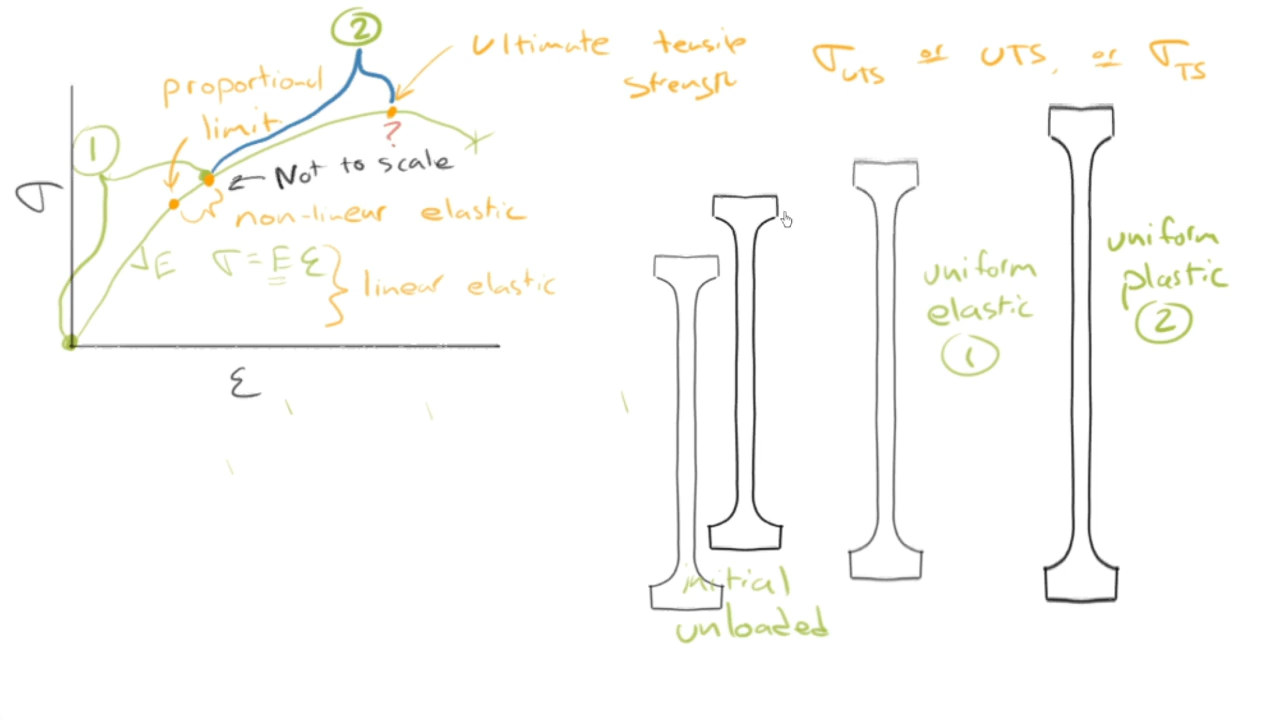 2
Ultimate tensile
strength
σUTS or UTS, or σTS
proportional
limit
1
?
Not to scale
σ
non-linear elastic
E σ = E ε
linear elastic
ε
uniform
elastic
1
uniform
plastic
2
initial
unloaded